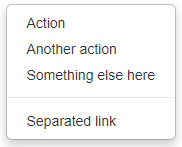 Action
Another action
Something else here
Separated link